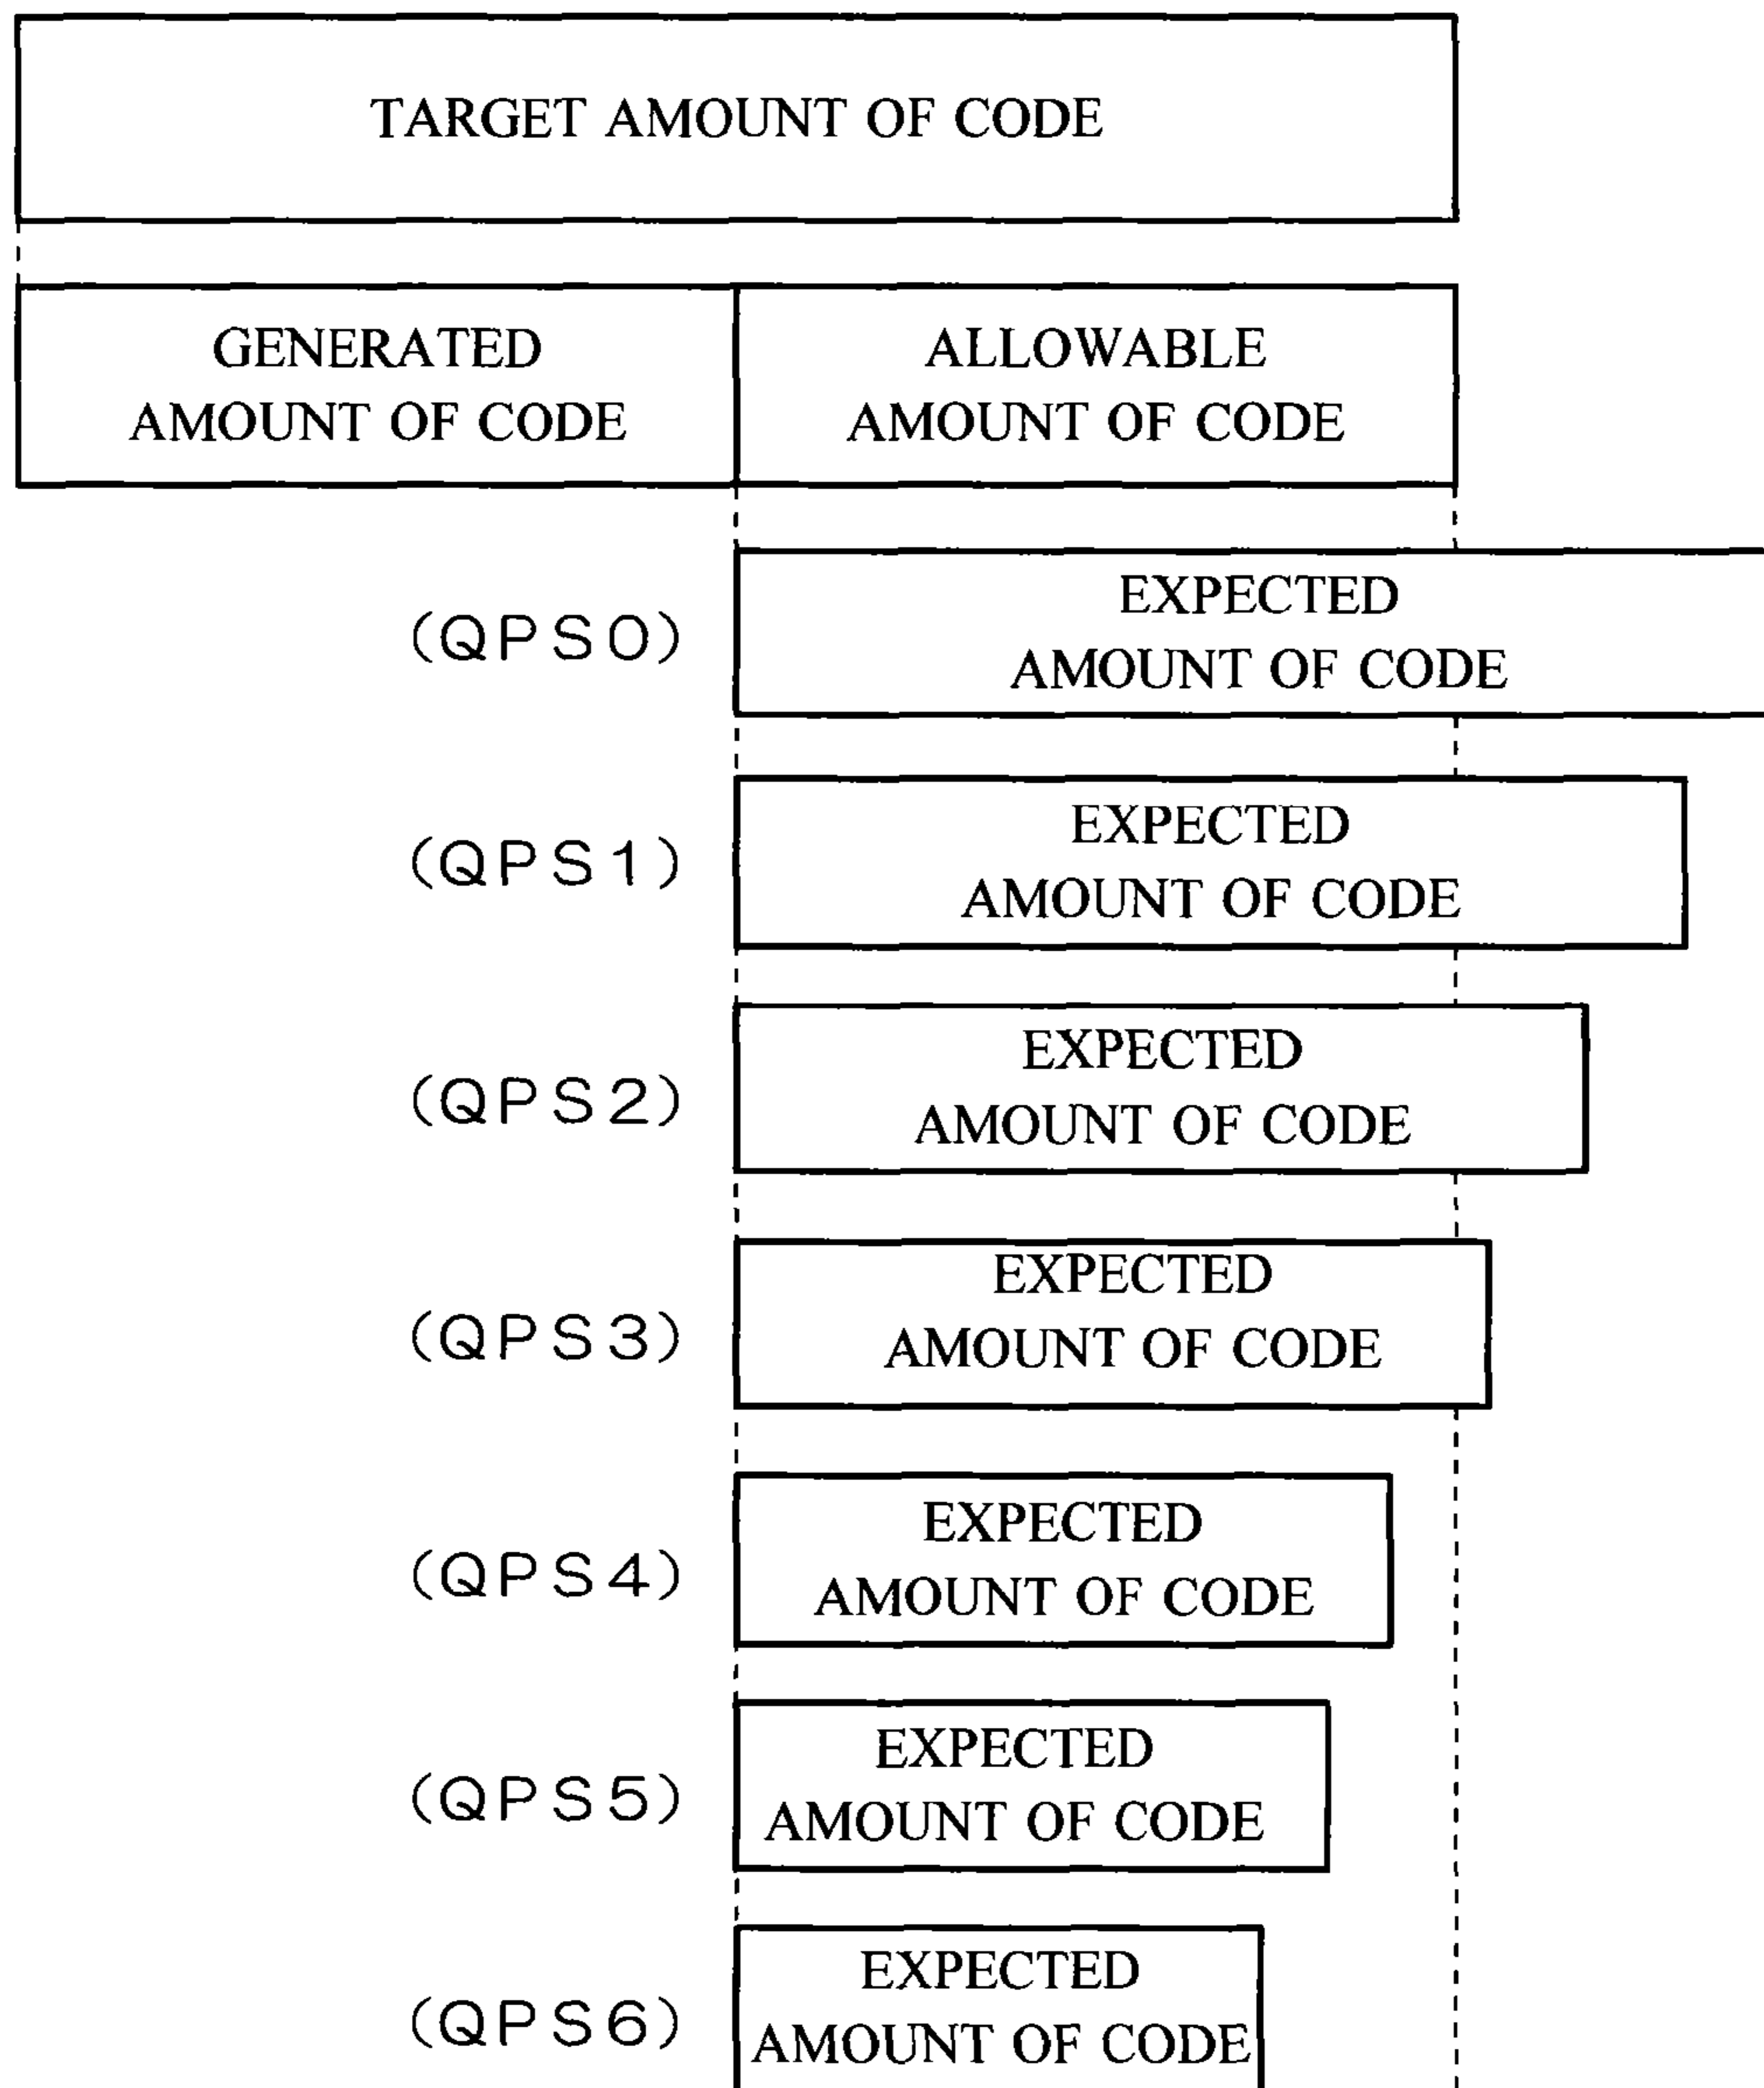 TARGET AMOUNT OF CODE
GENERATED
AMOUNT OF CODE
ALLOWABLE
AMOUNT OF CODE
(QPS0)
EXPECTED
AMOUNT OF CODE
(QPS1)
EXPECTED
AMOUNT OF CODE
(QPS2)
EXPECTED
AMOUNT OF CODE
(QPS3)
EXPECTED
AMOUNT OF CODE
(QPS4)
EXPECTED
AMOUNT OF CODE
(QPS5)
EXPECTED
AMOUNT OF CODE
(QPS6)
EXPECTED
AMOUNT OF CODE